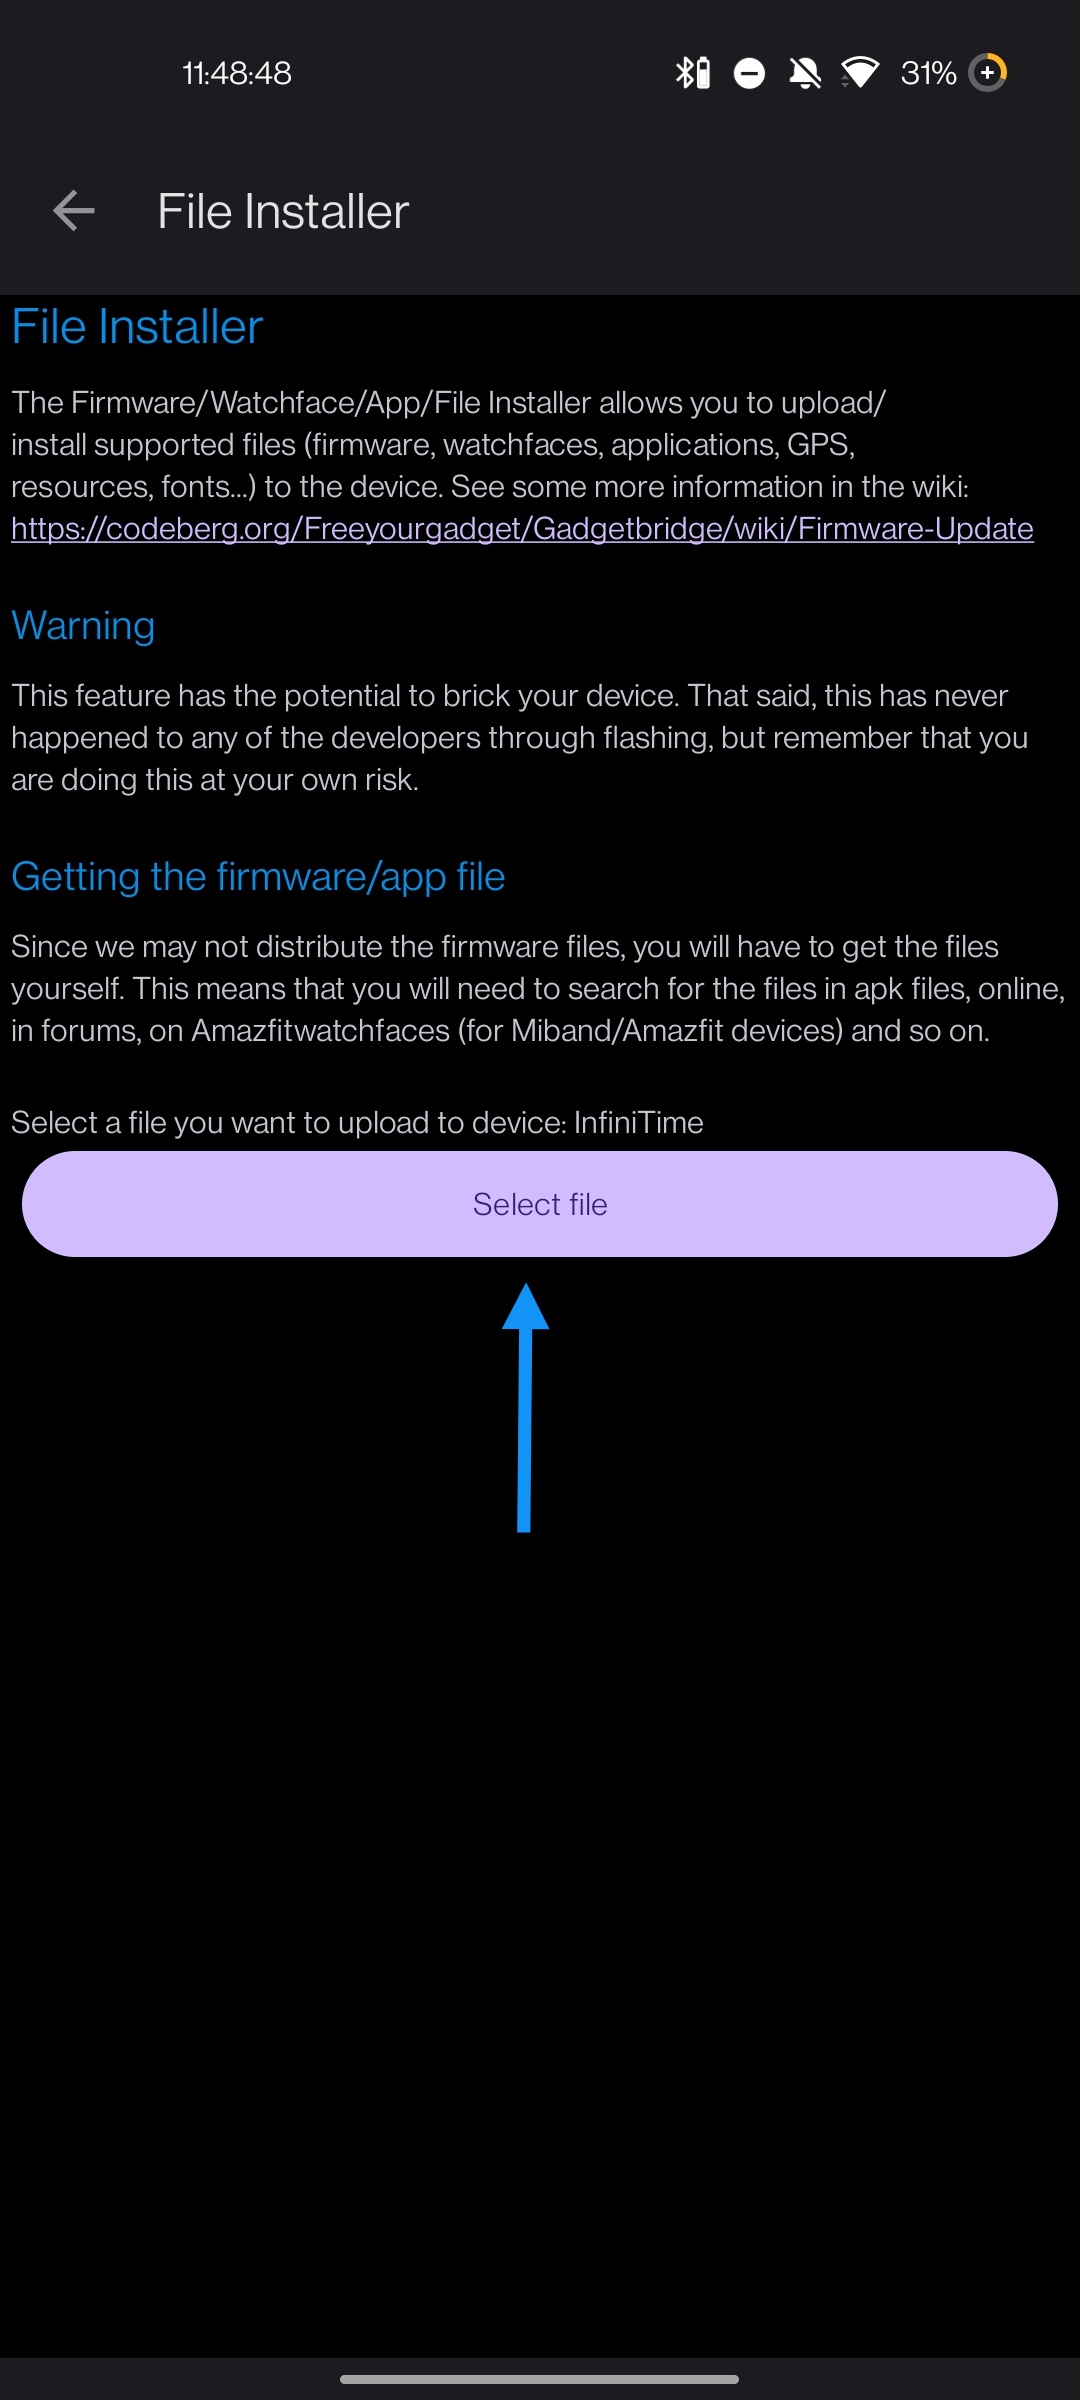 11:48:48
31%
File Installer
File Installer
The Firmware/Watchface/App/File Installer allows you to upload/
install supported files (firmware, watchfaces, applications, GPS,
resources, fonts...) to the device. See some more information in the wiki:
https://codeberg.org/Freeyourgadget/Gadgetbridge/wiki/Firmware-Update
Warning
This feature has the potential to brick your device. That said, this has never
happened to any of the developers through flashing, but remember that you
are doing this at your own risk.
Getting the firmware/app file
Since we may not distribute the firmware files, you will have to get the files
yourself. This means that you will need to search for the files in apk files, online,
in forums, on Amazfitwatchfaces (for Miband/Amazfit devices) and so on.
Select a file you want to upload to device: InfiniTime
Select file